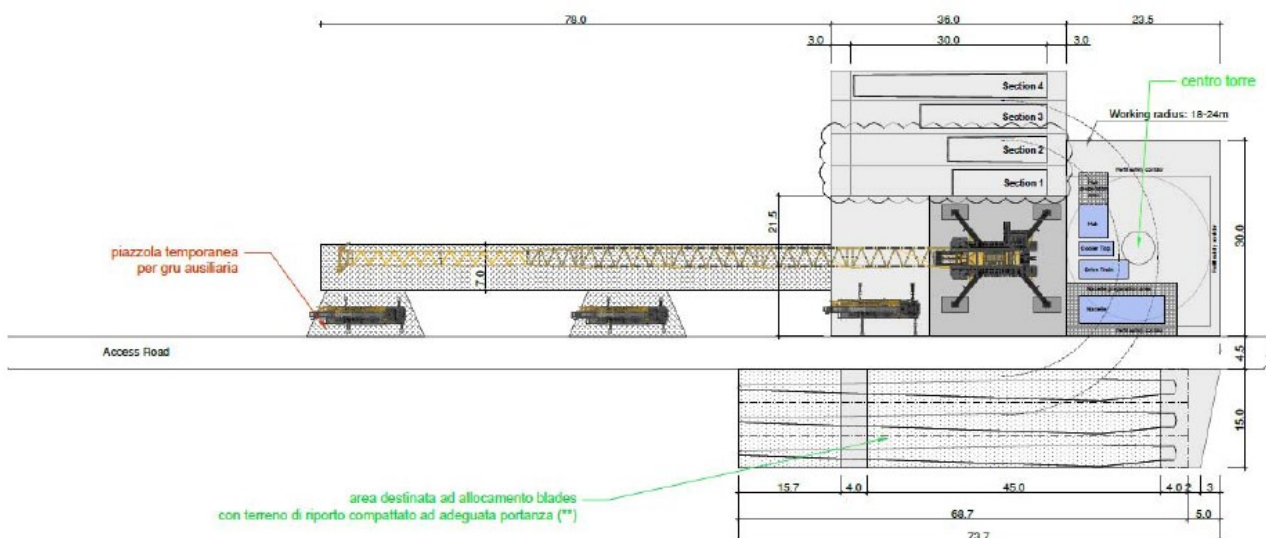 78.0
36.0
23.5
3.0
30.0
3.0
centro torre
Section 4
Working radius: 18-24m
Section 3
Section 2
Section 1
21.5
Hub
30.0
piazzola temporanea
per gru ausiliaria
7.0
Cooler Top
Drive Train
Nacelle
Access Road
4.5
15.0
area destinata ad allocamento blades
con terreno di riporto compattato ad adeguata portanza (**)
15.7
4.0
45.0
4.0
2
3
68.7
5.0
73.7